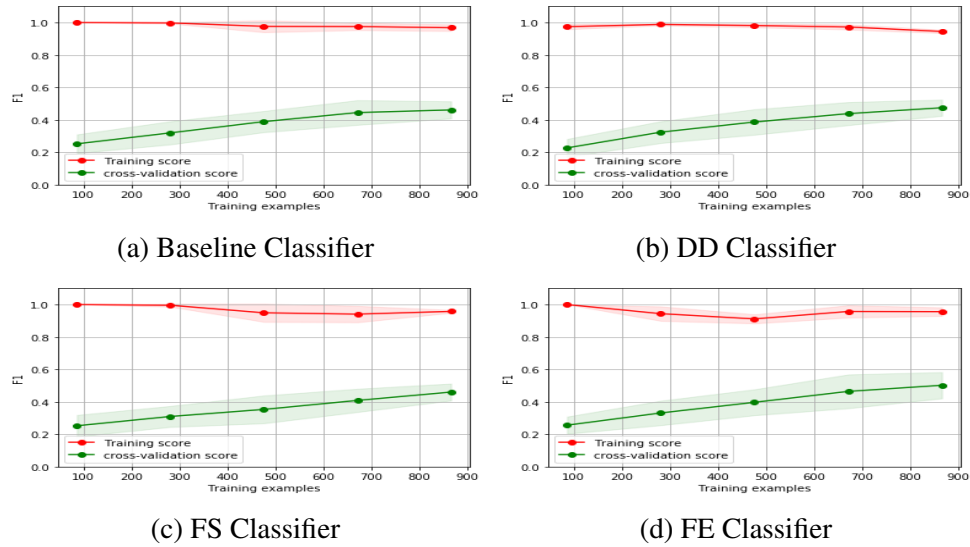 1.0
0.8
0.6
0.4
0.2
0.0
F1
Training score
cross-validation score
100 200 300 400 500 600 700 800 900
Training examples
(a) Baseline Classifier
1.0
0.8
0.6
0.4
0.2
0.0
F1
Training score
cross-validation score
100 200 300 400 500 600 700 800 900
Training examples
(b) DD Classifier
1.0
0.8
0.6
0.4
0.2
0.0
F1
Training score
cross-validation score
100 200 300 400 500 600 700 800 900
Training examples
(c) FS Classifier
1.0
0.8
0.6
0.4
0.2
0.0
F1
Training score
cross-validation score
100 200 300 400 500 600 700 800 900
Training examples
(d) FE Classifier